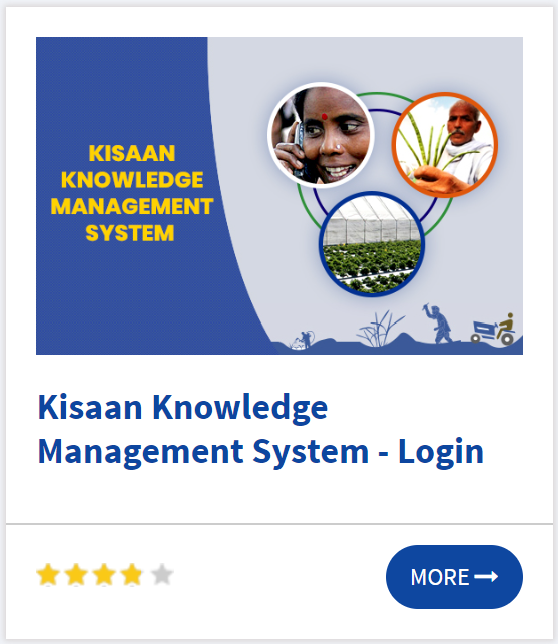 KISAAN
KNOWLEDGE
MANAGEMENT
SYSTEM
Kisaan Knowledge
Management System - Login
MORE